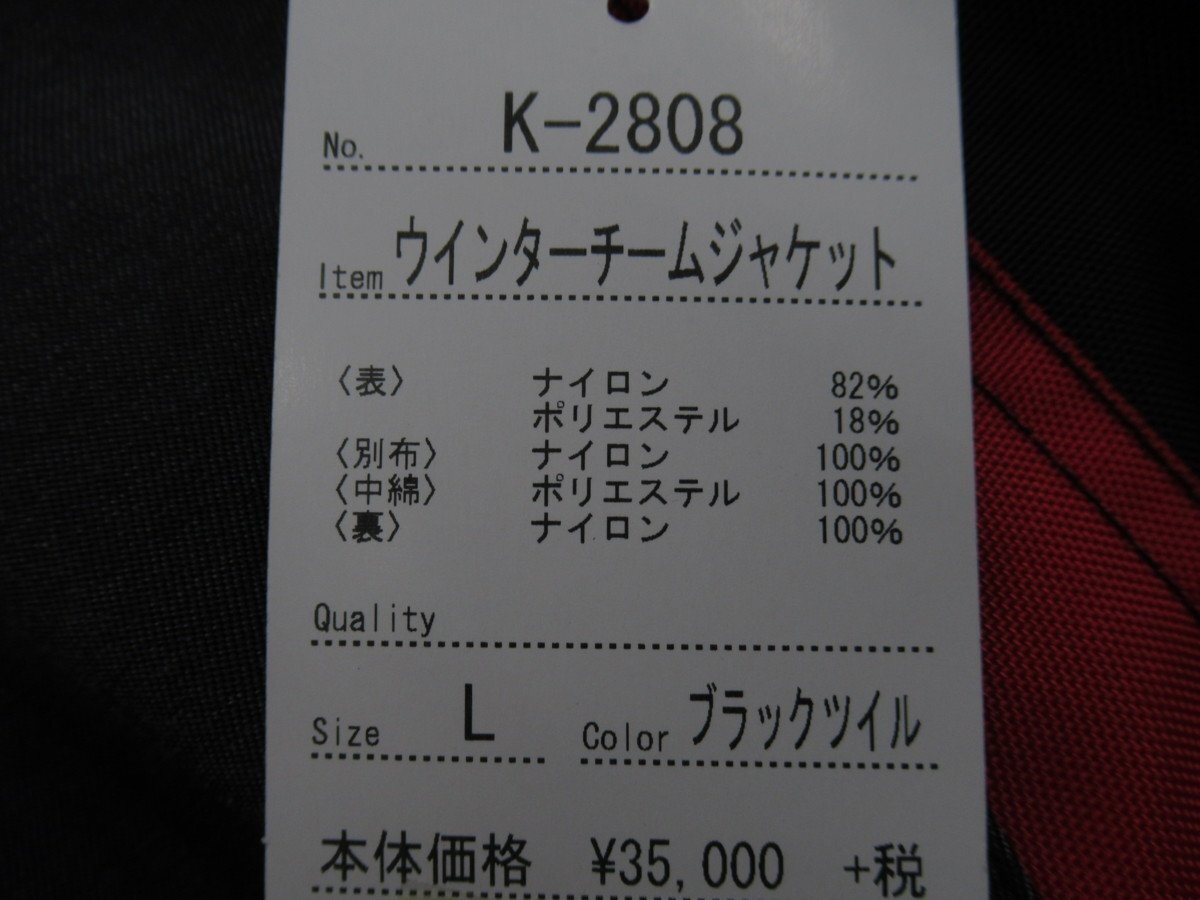 No. K-2808
Item ウインターチームジャケット
〈表〉 ナイロン 82%
ポリエステル 18%
〈別布〉 ナイロン 100%
〈中綿〉 ポリエステル 100%
〈裏〉 ナイロン 100%
Quality
Size L Color ブラックツイル
本体価格 ¥35,000 +税